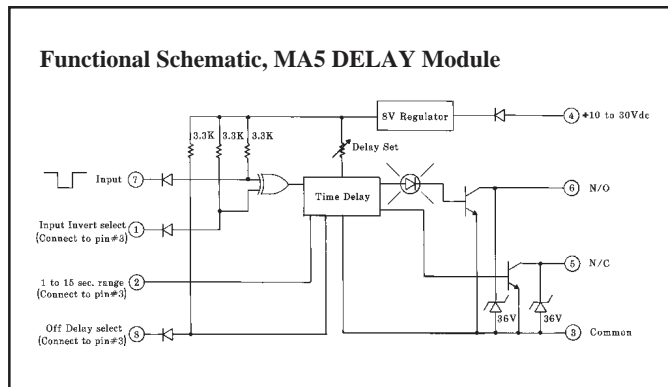 Functional Schematic, MA5 DELAY Module
8V Regulator
4
+10 to 30Vdc
3.3K
3.3K
3.3K
Delay Set
Input
7
Time Delay
6
N/O
Input Invert select
(Connect to pin#3)
1
1 to 15 sec. range
(Connect to pin#3)
2
5
N/C
Off Delay select
(Connect to pin#3)
8
36V
36V
3
Common